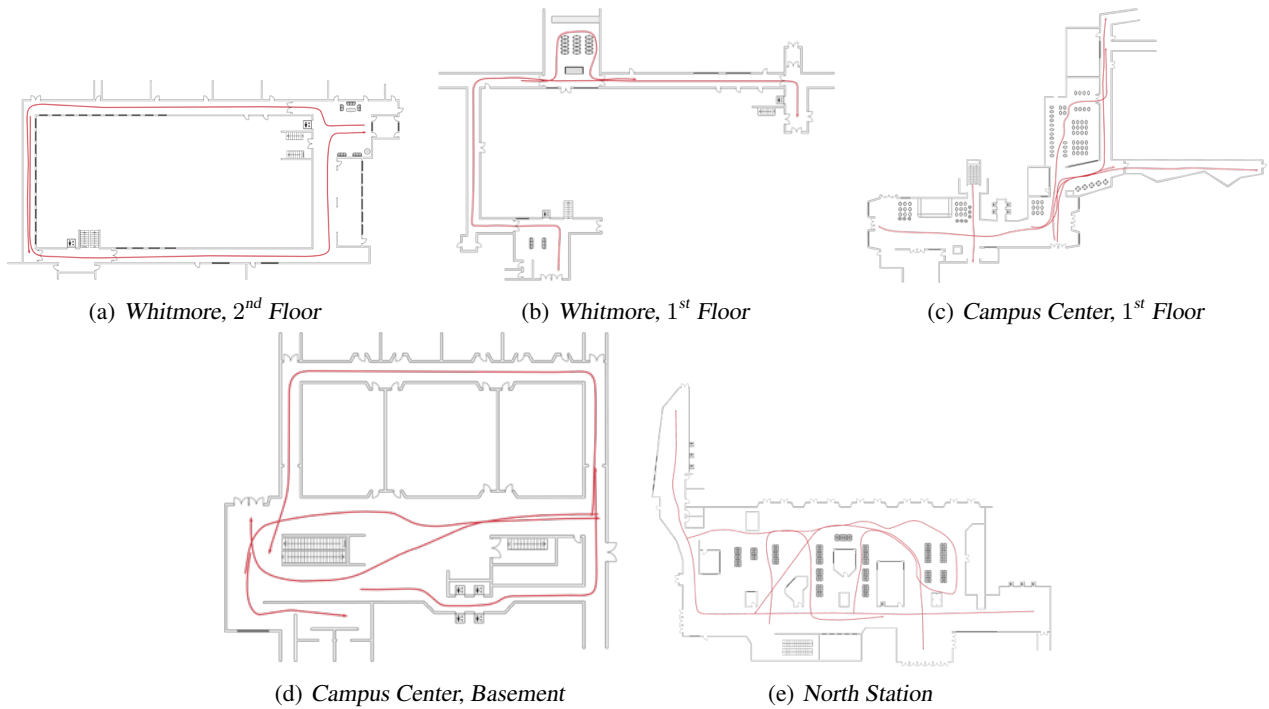 (a) Whitmore, 2nd Floor
(b) Whitmore, 1st Floor
(c) Campus Center, 1st Floor
(d) Campus Center, Basement
(e) North Station